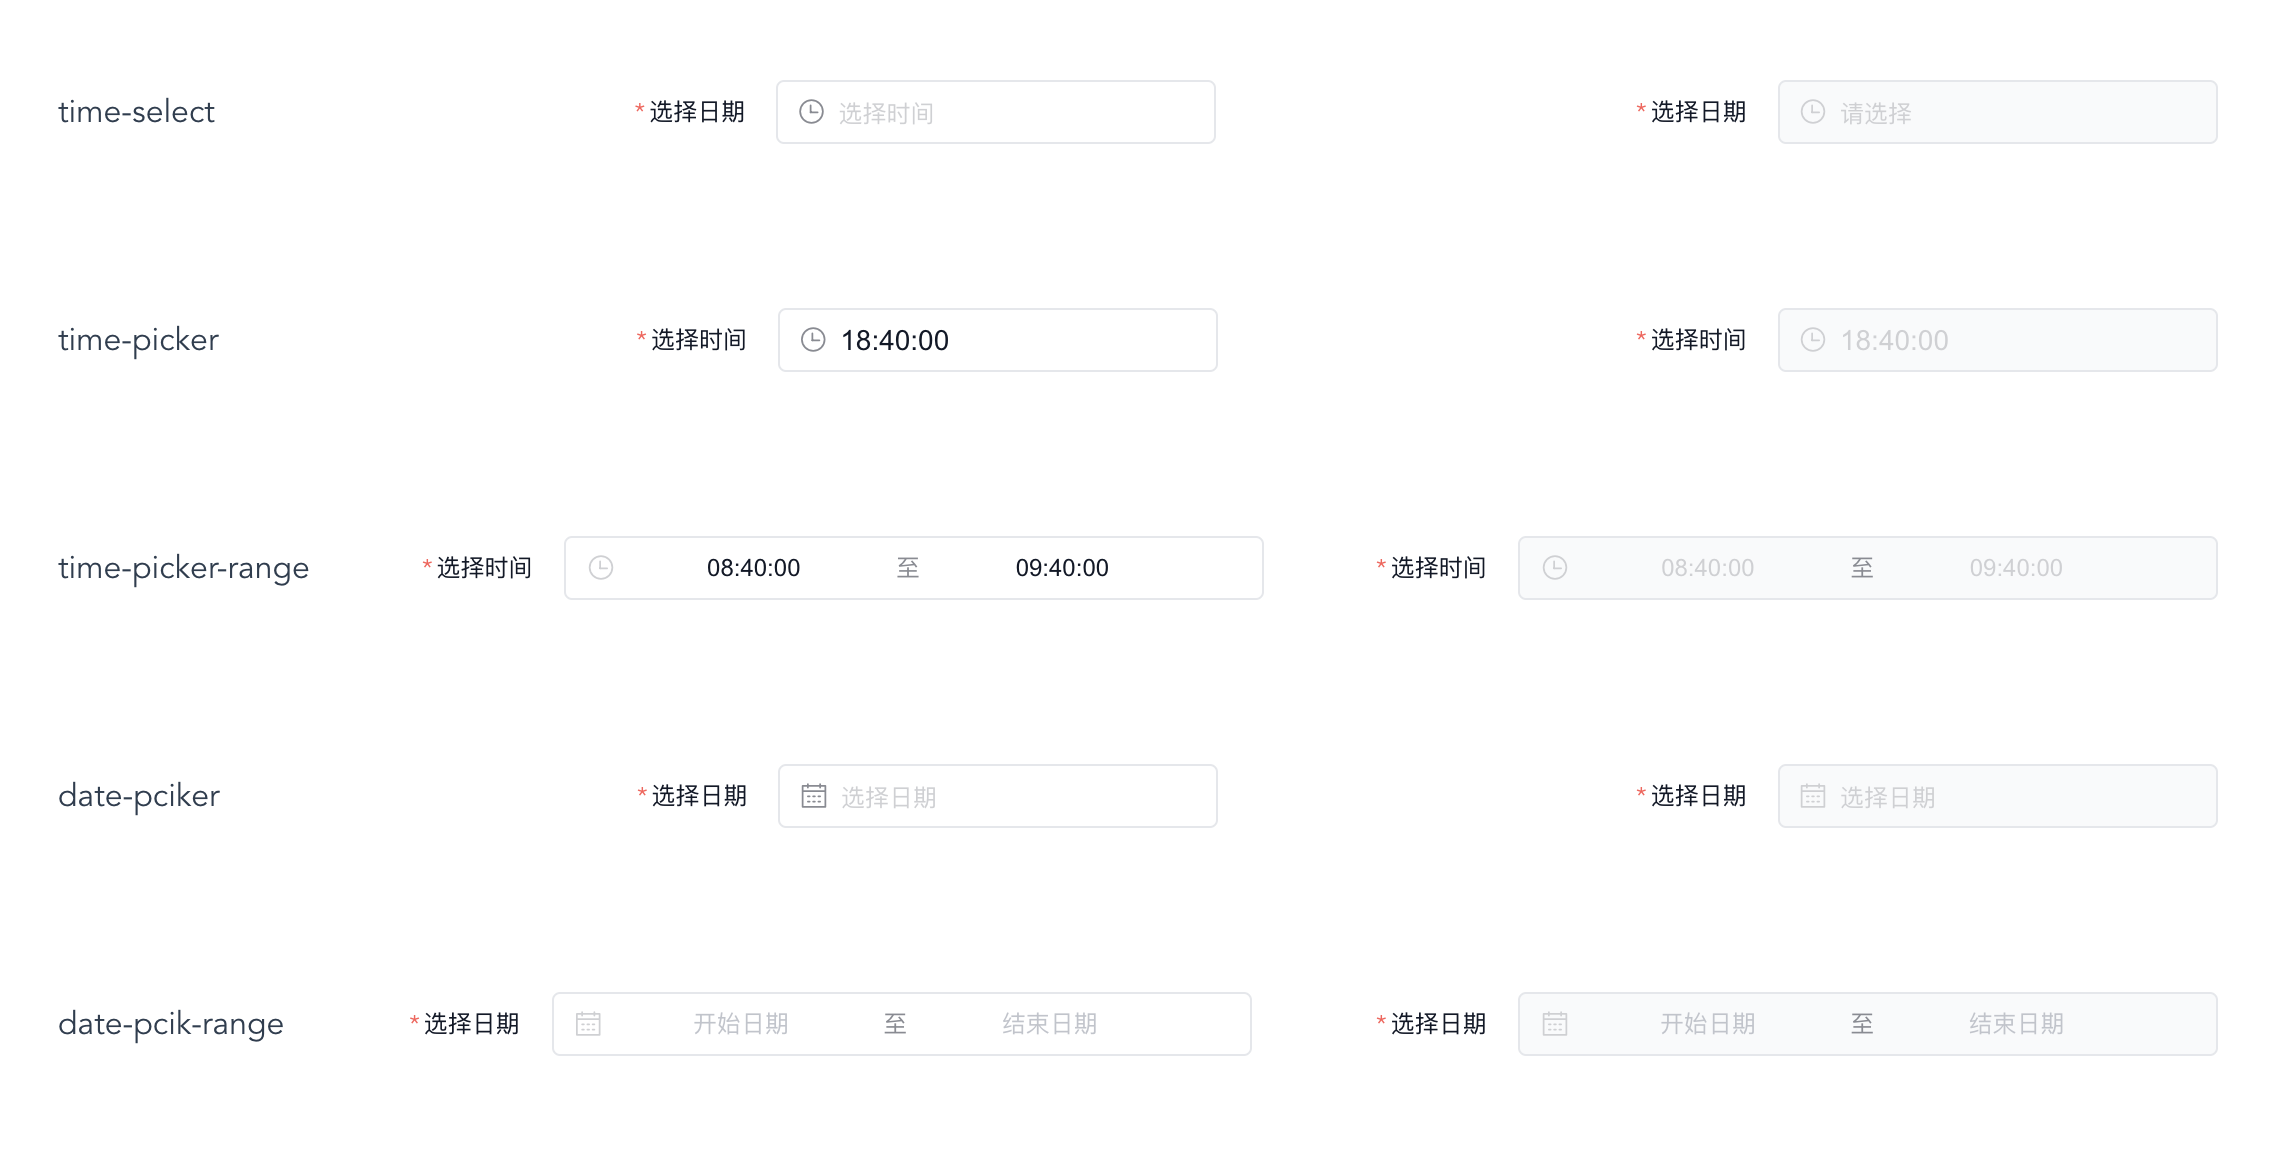 time-select *选择日期 选择时间 *选择日期 请选择
time-picker *选择时间 18:40:00 *选择时间 18:40:00
time-picker-range *选择时间 08:40:00 至 09:40:00 *选择时间 08:40:00 至 09:40:00
date-pciker *选择日期 选择日期 *选择日期 选择日期
date-pcik-range *选择日期 开始日期 至 结束日期 *选择日期 开始日期 至 结束日期